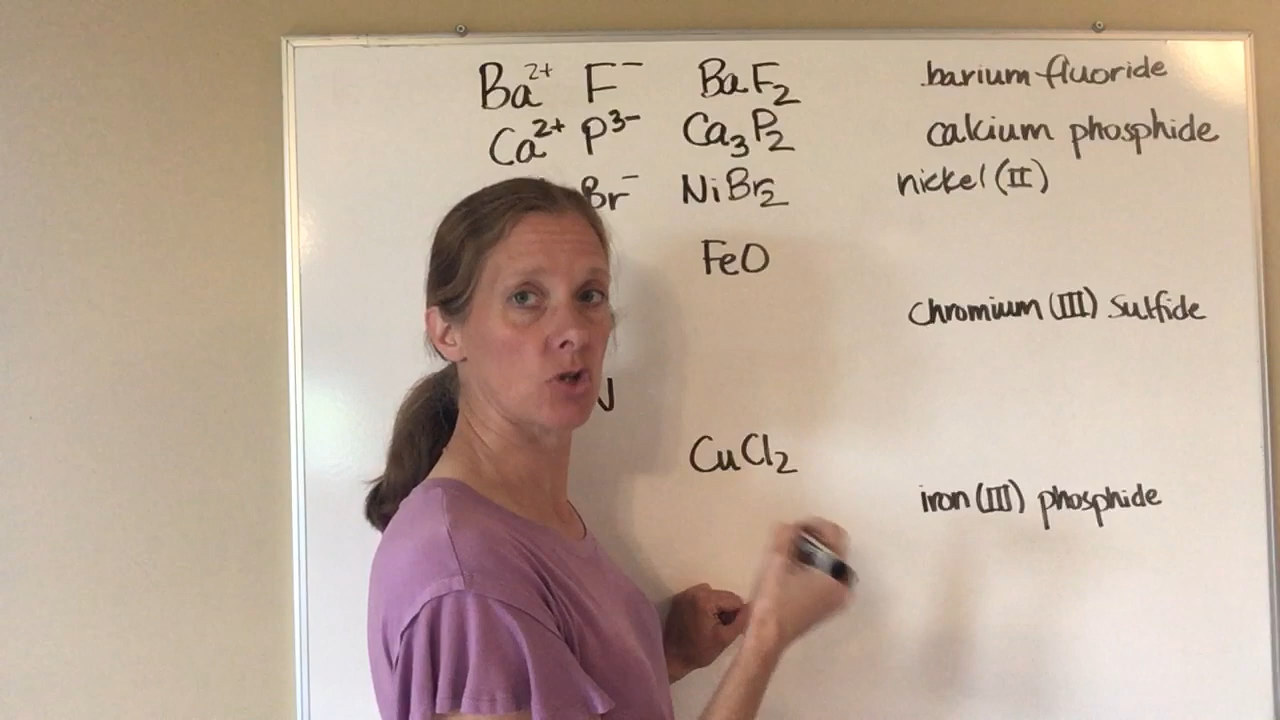 Ba²⁺ F⁻ BaF₂ barium fluoride
Ca²⁺ P³⁻ Ca₃P₂ calcium phosphide
Br⁻ NiBr₂ nickel (II)
FeO
chromium (III) sulfide
CuCl₂
iron (III) phosphide